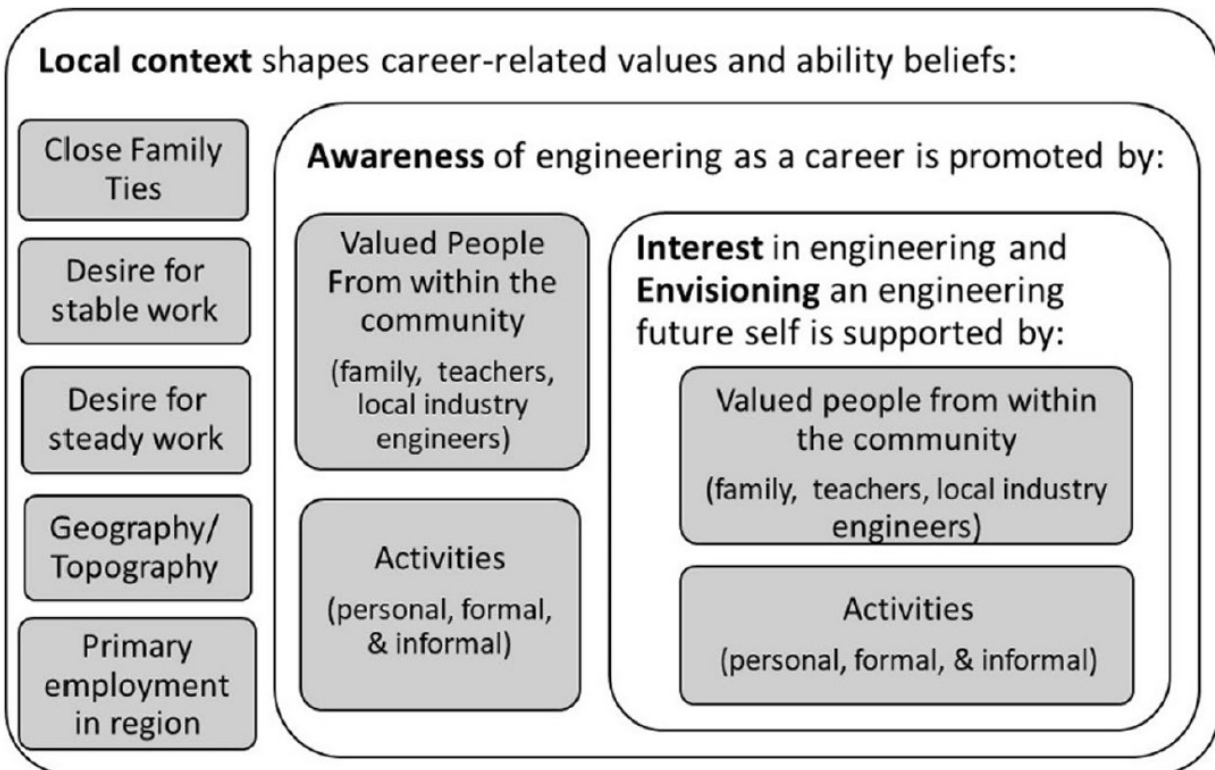 Local context shapes career-related values and ability beliefs:
Close Family
Ties
Desire for
stable work
Desire for
steady work
Geography/
Topography
Primary
employment
in region
Awareness of engineering as a career is promoted by:
Valued People
From within the
community
(family, teachers,
local industry
engineers)
Activities
(personal, formal,
& informal)
Interest in engineering and
Envisioning an engineering
future self is supported by:
Valued people from within
the community
(family, teachers, local industry
engineers)
Activities
(personal, formal, & informal)